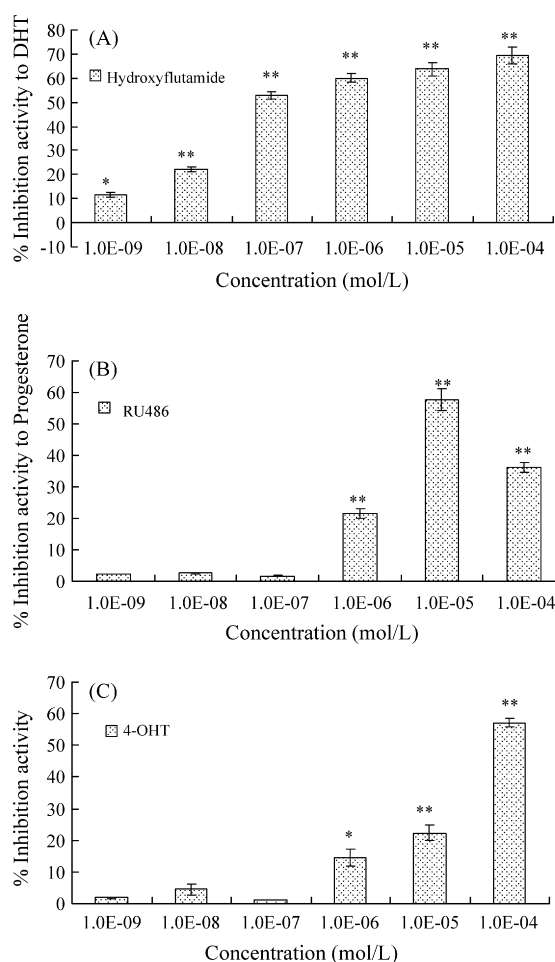 (A)
% Inhibition activity to DHT
80
70
60
50
40
30
20
10
0
-10
Hydroxyflutamide
*
**
**
**
**
**
1.0E-09 1.0E-08 1.0E-07 1.0E-06 1.0E-05 1.0E-04
Concentration (mol/L)
(B)
% Inhibition activity to Progesterone
70
60
50
40
30
20
10
0
RU486
**
**
**
1.0E-09 1.0E-08 1.0E-07 1.0E-06 1.0E-05 1.0E-04
Concentration (mol/L)
(C)
% Inhibition activity
70
60
50
40
30
20
10
0
4-OHT
*
**
**
1.0E-09 1.0E-08 1.0E-07 1.0E-06 1.0E-05 1.0E-04
Concentration (mol/L)